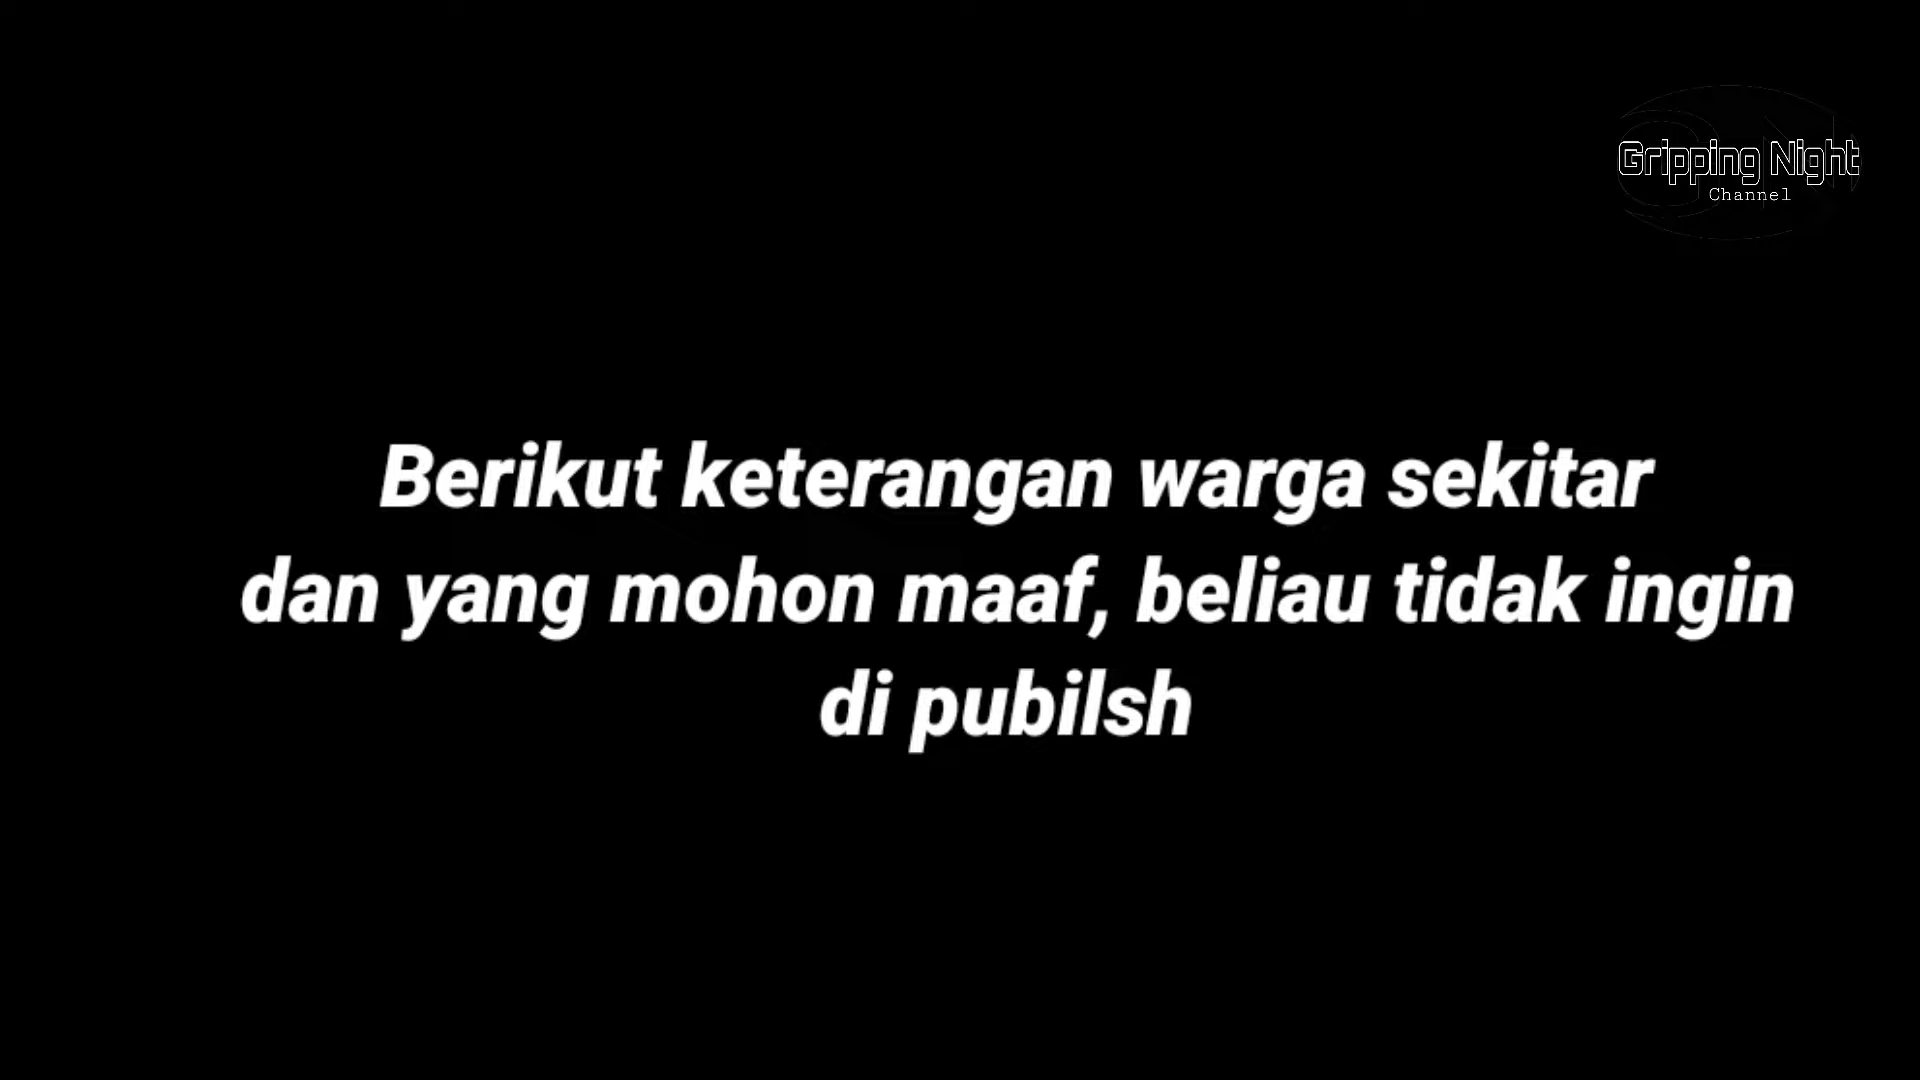 Gripping Night
Channel
Berikut keterangan warga sekitar
dan yang mohon maaf, beliau tidak ingin
di pubilsh